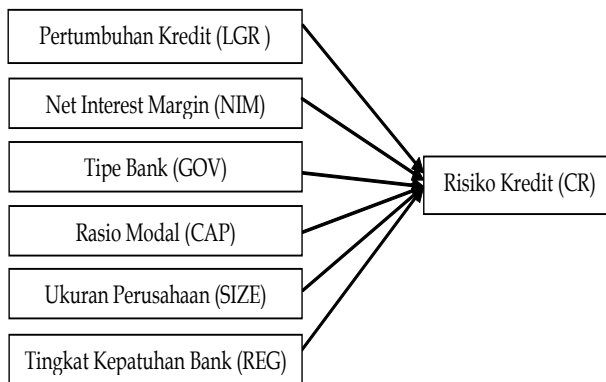 Pertumbuhan Kredit (LGR )
Net Interest Margin (NIM)
Tipe Bank (GOV)
Risiko Kredit (CR)
Rasio Modal (CAP)
Ukuran Perusahaan (SIZE)
Tingkat Kepatuhan Bank (REG)